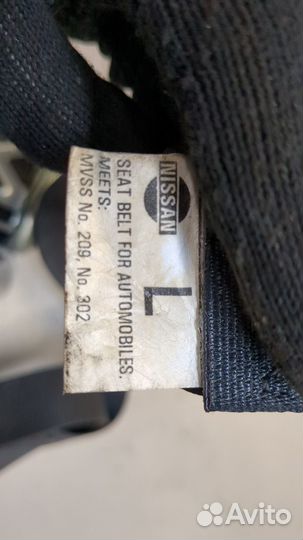 NISSAN
L
SEAT BELT FOR AUTOMOBILES.
MEETS:
MVSS No. 209, No. 302
Avito